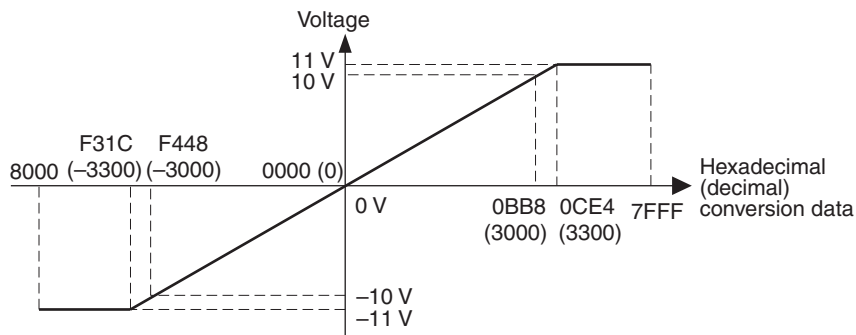 Voltage
11 V
10 V
F31C F448
8000 (–3300) (–3000) 0000 (0)
Hexadecimal
(decimal)
conversion data
0 V 0BB8 0CE4 7FFF
(3000) (3300)
–10 V
–11 V